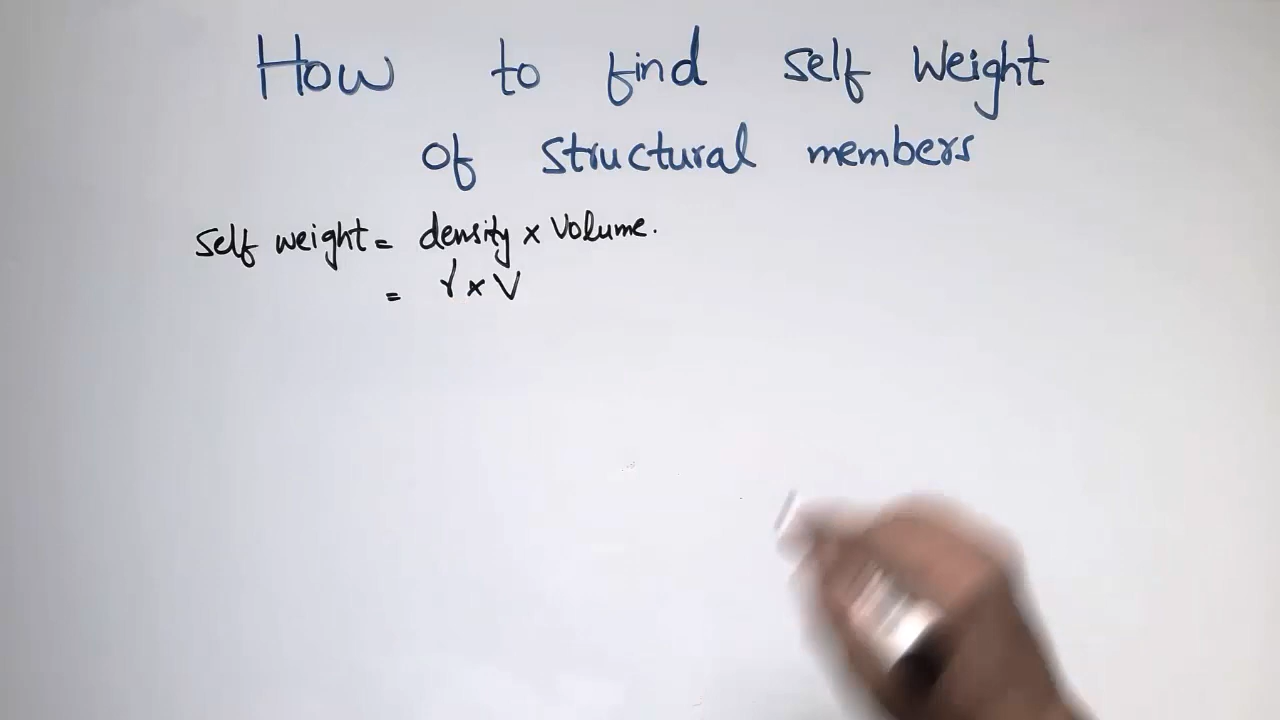 How to find self Weight
of structural members
self weight = density × Volume.
= γ × V